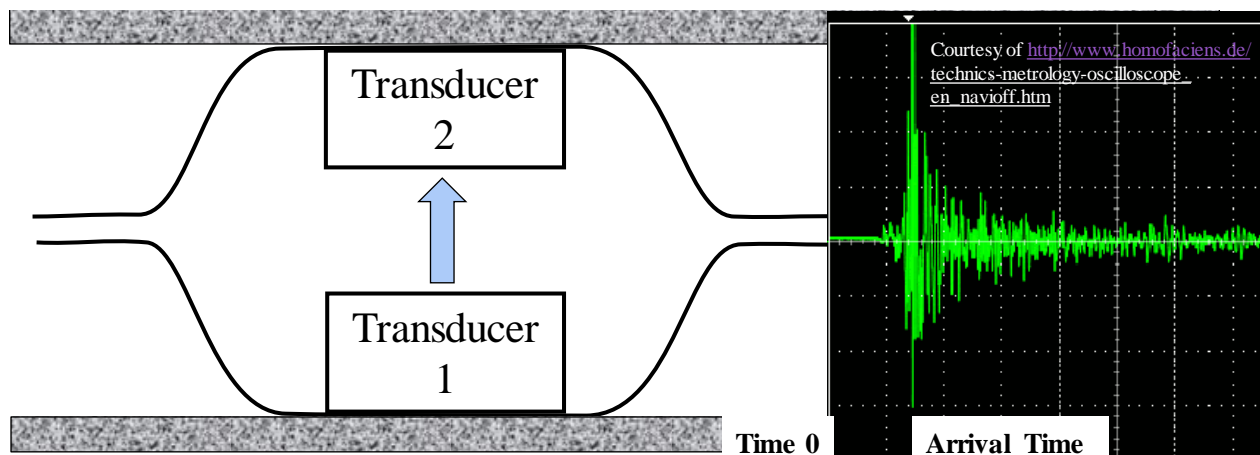 Transducer
2
Transducer
1
Courtesy of http://www.homofaciens.de/
technics-metrology-oscilloscope_
en_navioff.htm
Time 0
Arrival Time